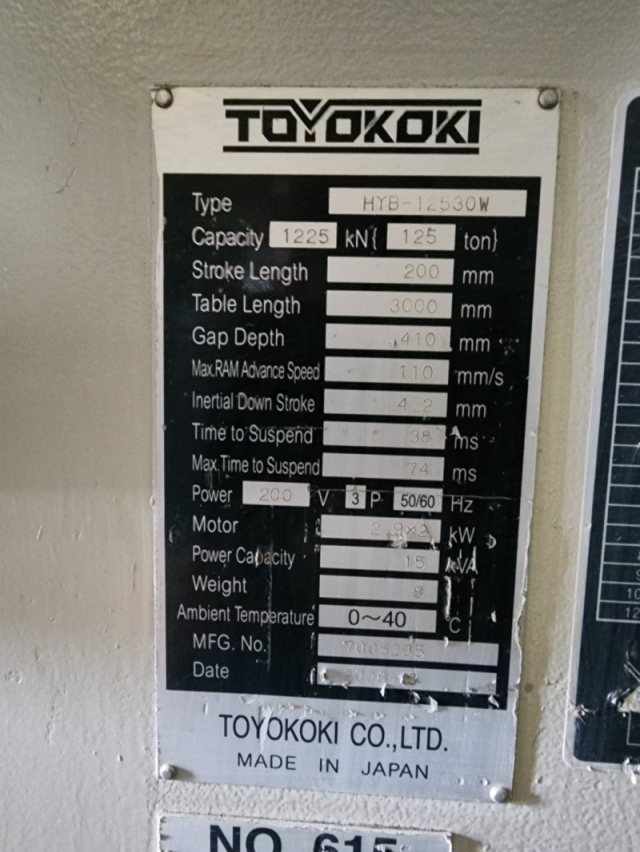 TOYOKOKI
Type HYB-12530W
Capacity 1225 kN{ 125 ton}
Stroke Length 200 mm
Table Length 3000 mm
Gap Depth 410 mm
Max.RAM Advance Speed 110 mm/s
Inertial Down Stroke 4.2 mm
Time to Suspend 38 ms
Max.Time to Suspend 74 ms
Power 200 V 3 P 50/60 Hz
Motor kW
Power Capacity 15 kVA
Weight 8
Ambient Temperature 0~40 °C
MFG. No.
Date
TOYOKOKI CO.,LTD.
MADE IN JAPAN
NO 615